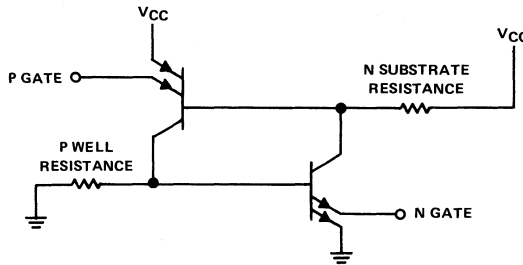 VCC
VCC
P GATE
N SUBSTRATE
RESISTANCE
P WELL
RESISTANCE
N GATE